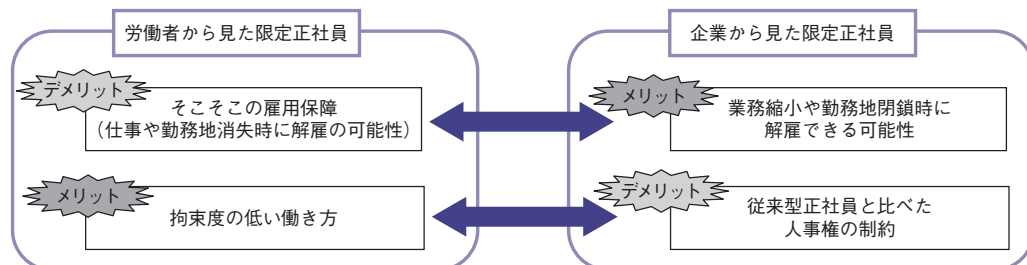 労働者から見た限定正社員
デメリット
そこそこの雇用保障
(仕事や勤務地消失時に解雇の可能性)
メリット
拘束度の低い働き方
企業から見た限定正社員
メリット
業務縮小や勤務地閉鎖時に
解雇できる可能性
デメリット
従来型正社員と比べた
人事権の制約